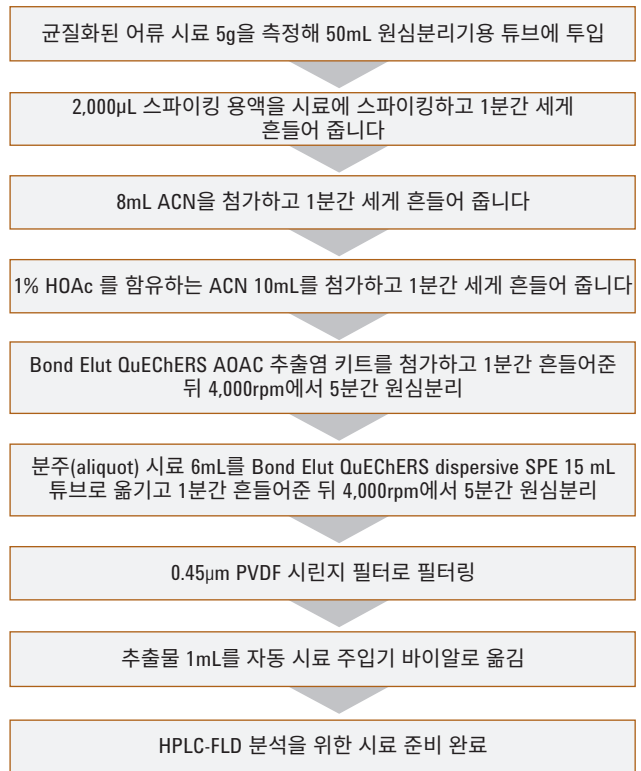 균질화된 어류 시료 5g을 측정해 50mL 원심분리기용 튜브에 투입
2,000µL 스파이킹 용액을 시료에 스파이킹하고 1분간 세게
흔들어 줍니다
8mL ACN을 첨가하고 1분간 세게 흔들어 줍니다
1% HOAc 를 함유하는 ACN 10mL를 첨가하고 1분간 세게 흔들어 줍니다
Bond Elut QuEChERS AOAC 추출염 키트를 첨가하고 1분간 흔들어준
뒤 4,000rpm에서 5분간 원심분리
분주(aliquot) 시료 6mL를 Bond Elut QuEChERS dispersive SPE 15 mL
튜브로 옮기고 1분간 흔들어준 뒤 4,000rpm에서 5분간 원심분리
0.45µm PVDF 시린지 필터로 필터링
추출물 1mL를 자동 시료 주입기 바이알로 옮김
HPLC-FLD 분석을 위한 시료 준비 완료